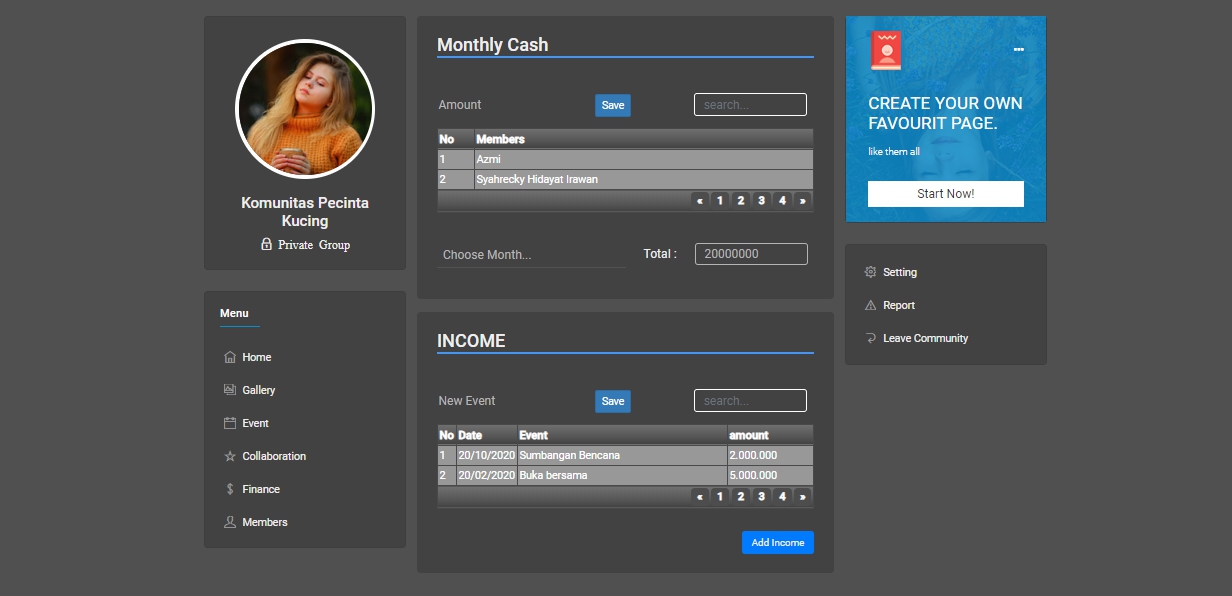 Komunitas Pecinta
Kucing
Private Group
Menu
Home
Gallery
Event
Collaboration
Finance
Members
Monthly Cash
Amount Save search...
No Members
1 Azmi
2 Syahrecky Hidayat Irawan
« 1 2 3 4 »
Choose Month... Total : 20000000
INCOME
New Event Save search...
No Date Event amount
1 20/10/2020 Sumbangan Bencana 2.000.000
2 20/02/2020 Buka bersama 5.000.000
« 1 2 3 4 »
Add Income
CREATE YOUR OWN
FAVOURIT PAGE.
like them all
Start Now!
Setting
Report
Leave Community